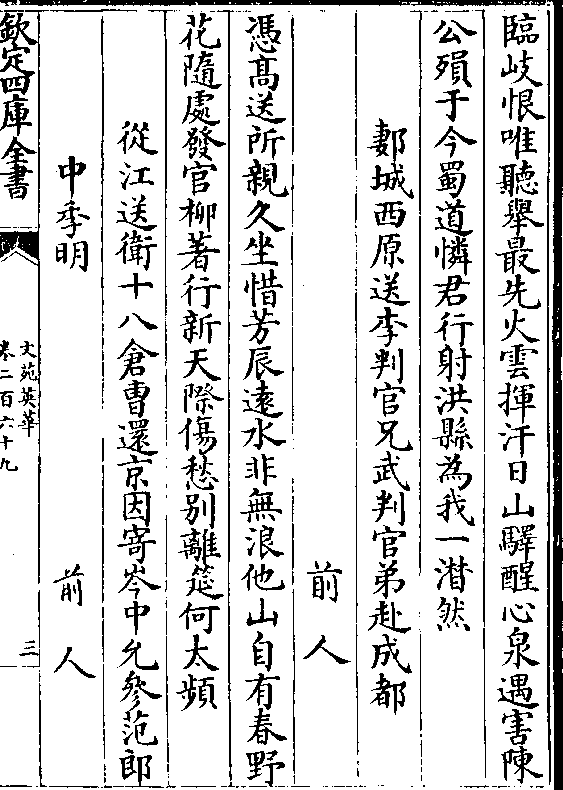 臨岐恨唯聽舉最先火雲揮汗日山驛醒心泉遇害陳
公殞于今蜀道憐君行射洪縣為我一潸然
郪城西原送李判官兄武判官弟赴成都
前人
憑髙送所親久坐惜芳辰逺水非無浪他山自有春野
花隨處發官柳著行新天際傷愁别離筵何太頻
從江送衛十八倉曹還京因寄岑中允參范郎
中季明
前人
欽定四庫全書
文苑英華
卷二百六十九
三